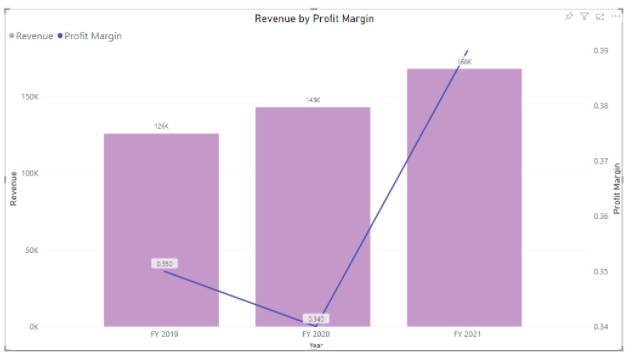 Revenue by Profit Margin
Revenue Profit Margin
0.39
168K
150K
0.38
143K
126K
100K
0.37
Revenue
Profit Margin
0.36
50K
0.350
0.35
0.340
0K
0.34
FY 2019 FY 2020 FY 2021
Year